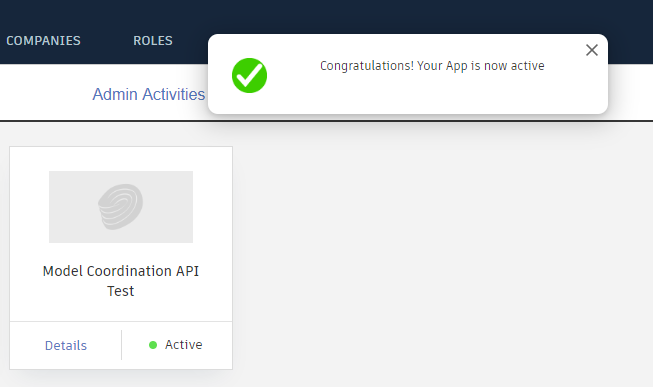 COMPANIES ROLES
Congratulations! Your App is now active
Admin Activities
Model Coordination API
Test
Details Active